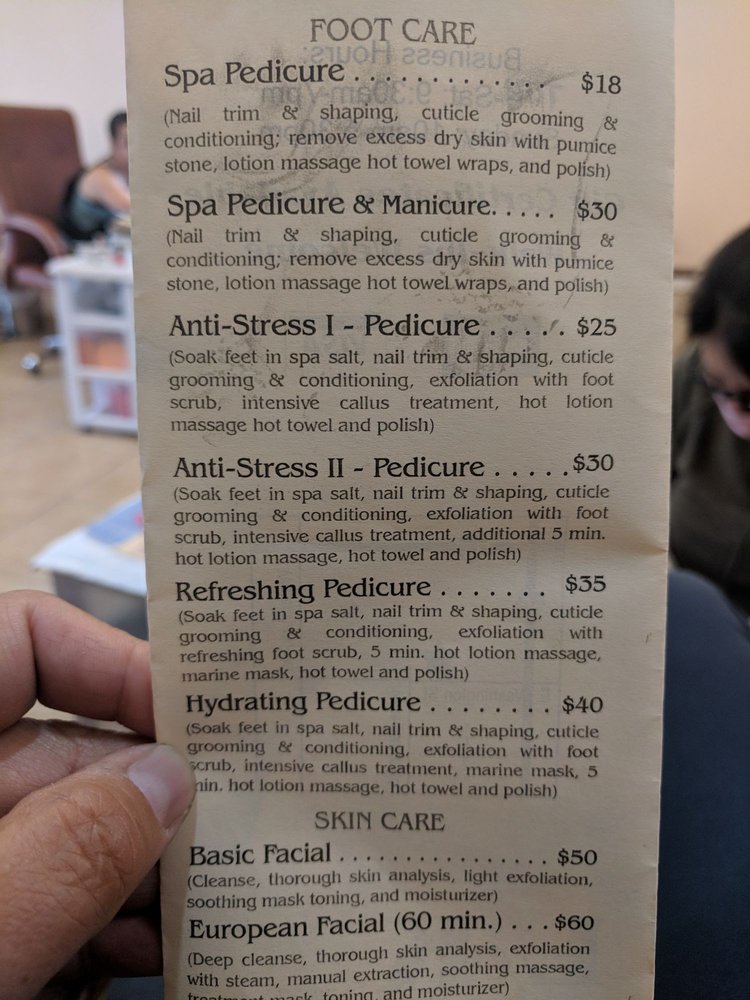 FOOT CARE
Spa Pedicure . . . . . . . . . . . . $18
(Nail trim & shaping, cuticle grooming &
conditioning; remove excess dry skin with pumice
stone, lotion massage hot towel wraps, and polish)
Spa Pedicure & Manicure. . . . . $30
(Nail trim & shaping, cuticle grooming &
conditioning; remove excess dry skin with pumice
stone, lotion massage hot towel wraps, and polish)
Anti-Stress I - Pedicure . . . . . . $25
(Soak feet in spa salt, nail trim & shaping, cuticle
grooming & conditioning, exfoliation with foot
scrub, intensive callus treatment, hot lotion
massage hot towel and polish)
Anti-Stress II - Pedicure . . . . . $30
(Soak feet in spa salt, nail trim & shaping, cuticle
grooming & conditioning, exfoliation with foot
scrub, intensive callus treatment, additional 5 min.
hot lotion massage, hot towel and polish)
Refreshing Pedicure . . . . . . . $35
(Soak feet in spa salt, nail trim & shaping, cuticle
grooming & conditioning, exfoliation with
refreshing foot scrub, 5 min. hot lotion massage,
marine mask, hot towel and polish)
Hydrating Pedicure . . . . . . . . $40
(Soak feet in spa salt, nail trim & shaping, cuticle
grooming & conditioning, exfoliation with foot
scrub, intensive callus treatment, marine mask, 5
min. hot lotion massage, hot towel and polish)
SKIN CARE
Basic Facial . . . . . . . . . . . . . . . . $50
(Cleanse, thorough skin analysis, light exfoliation,
soothing mask toning, and moisturizer)
European Facial (60 min.) . . . $60
(Deep cleanse, thorough skin analysis, exfoliation
with steam, manual extraction, soothing massage,
treatment mask, toning, and moisturizer)